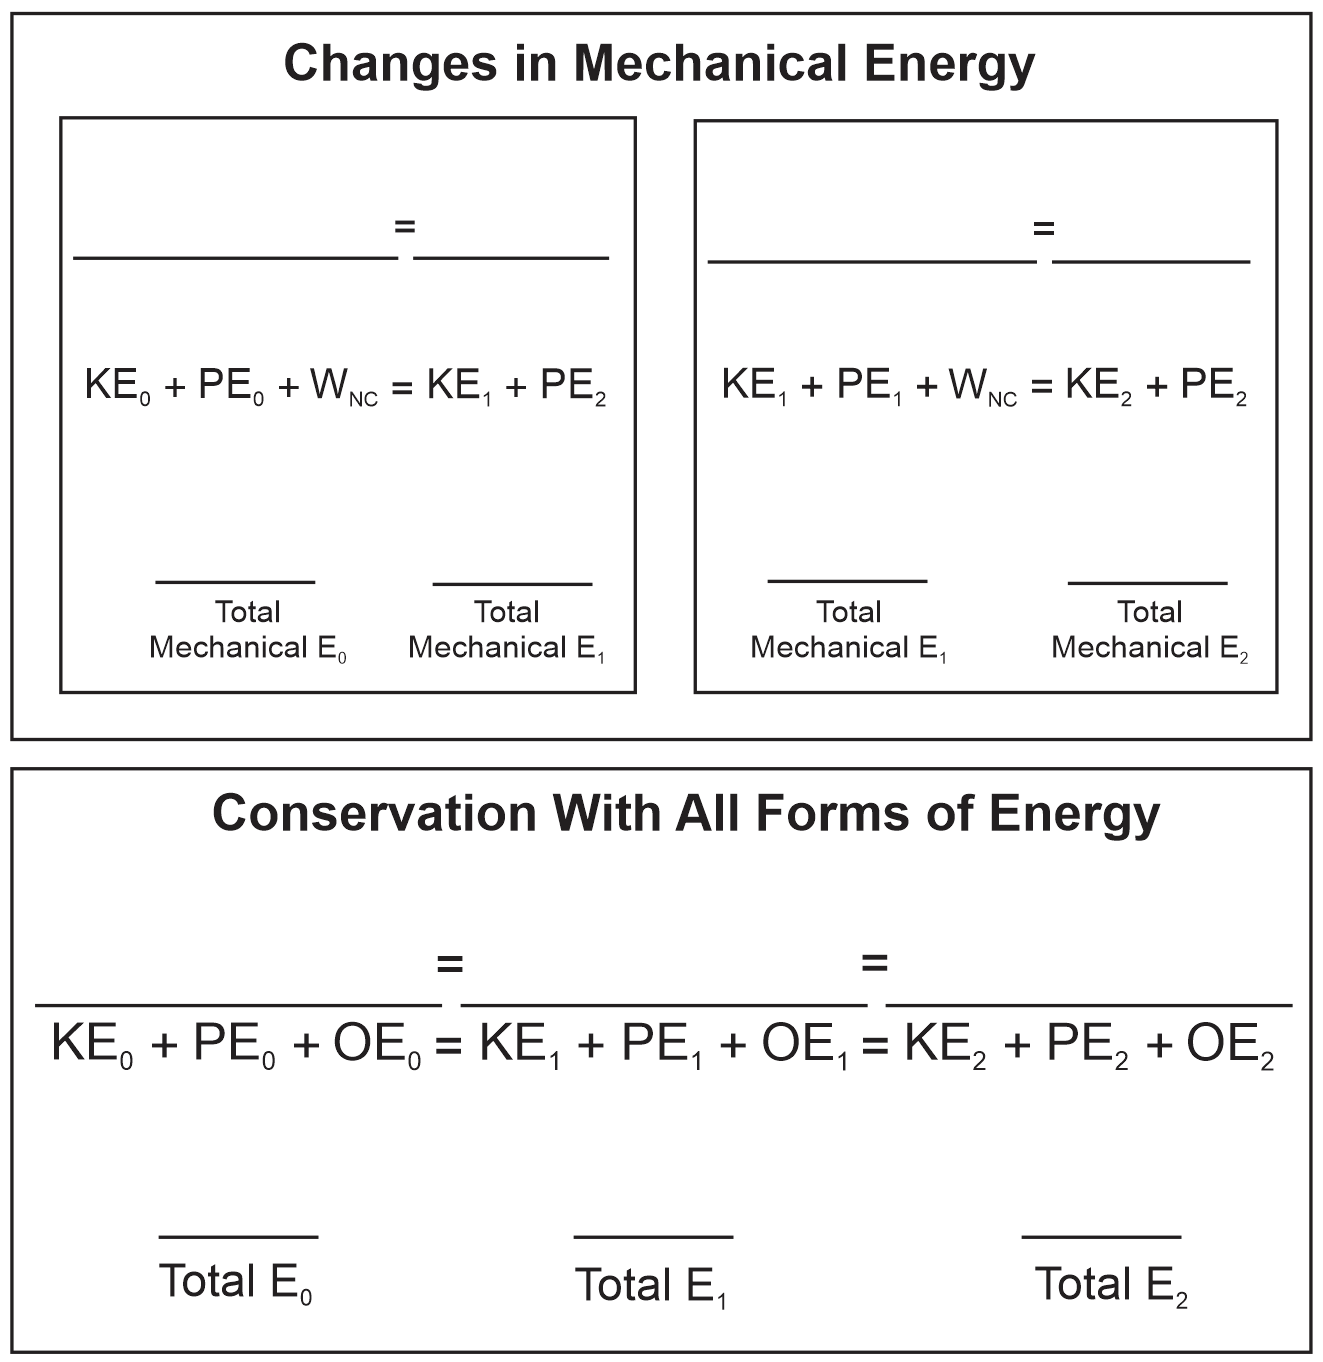 Changes in Mechanical Energy
=
=
KE₀ + PE₀ + W_NC = KE₁ + PE₂
KE₁ + PE₁ + W_NC = KE₂ + PE₂
Total
Mechanical E₀
Total
Mechanical E₁
Total
Mechanical E₁
Total
Mechanical E₂
Conservation With All Forms of Energy
= =
KE₀ + PE₀ + OE₀ = KE₁ + PE₁ + OE₁ = KE₂ + PE₂ + OE₂
Total E₀
Total E₁
Total E₂